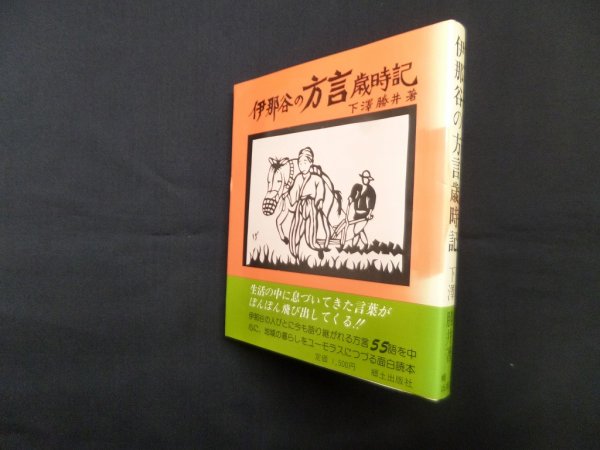 伊那谷の方言歳時記
下澤勝井著
生活の中に息づいてきた言葉が
ぽんぽん飛び出してくる!!
伊那谷の人びとに今も語り継がれる方言55語を中
心に、地域の暮らしをユーモラスにつづる面白読本
定価 1,500円
郷土出版社
伊那谷の方言歳時記
下澤勝井著